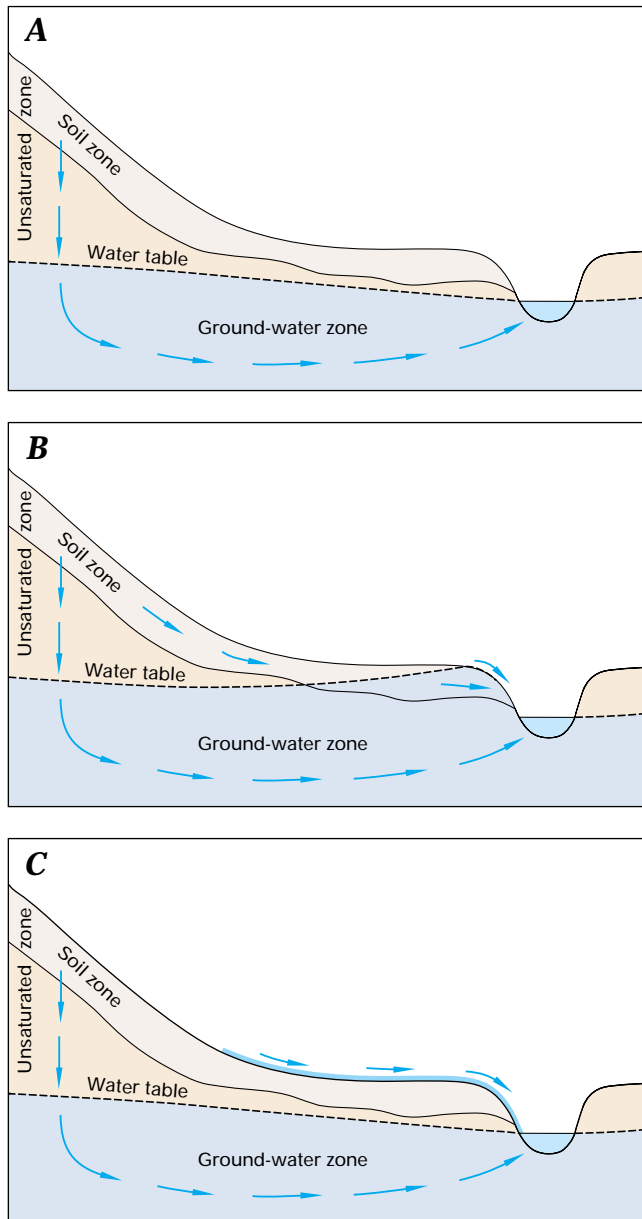 A
Unsaturated zone
Soil zone
Water table
Ground-water zone
B
Unsaturated zone
Soil zone
Water table
Ground-water zone
C
Unsaturated zone
Soil zone
Water table
Ground-water zone